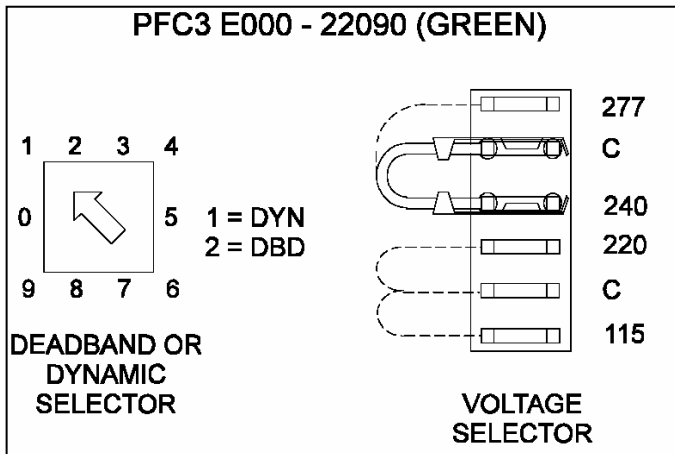 PFC3 E000 - 22090 (GREEN)
1 2 3 4
0 5
9 8 7 6
1 = DYN
2 = DBD
DEADBAND OR
DYNAMIC
SELECTOR
277
C
240
220
C
115
VOLTAGE
SELECTOR